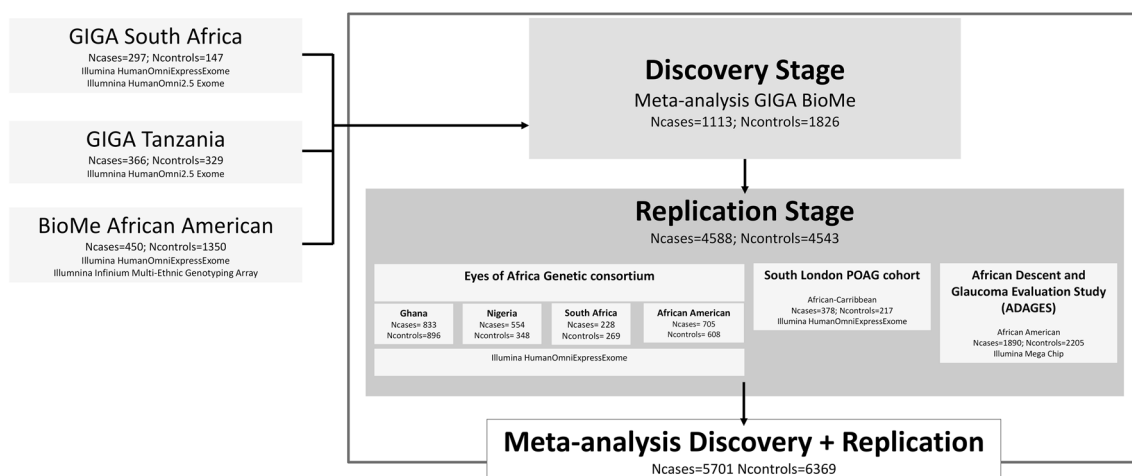 GIGA South Africa
Ncases=297; Ncontrols=147
Illumina HumanOmniExpressExome
Illumnina HumanOmni2.5 Exome
GIGA Tanzania
Ncases=366; Ncontrols=329
Illumnina HumanOmni2.5 Exome
BioMe African American
Ncases=450; Ncontrols=1350
Illumina HumanOmniExpressExome
Illumnina Infinium Multi-Ethnic Genotyping Array
Discovery Stage
Meta-analysis GIGA BioMe
Ncases=1113; Ncontrols=1826
Replication Stage
Ncases=4588; Ncontrols=4543
Eyes of Africa Genetic consortium
Ghana
Ncases= 833
Ncontrols=896
Nigeria
Ncases= 554
Ncontrols= 348
South Africa
Ncases= 228
Ncontrols= 269
African American
Ncases= 705
Ncontrols= 608
Illumina HumanOmniExpressExome
South London POAG cohort
African-Carribbean
Ncases=378; Ncontrols=217
Illumina HumanOmniExpressExome
African Descent and
Glaucoma Evaluation Study
(ADAGES)
African American
Ncases=1890; Ncontrols=2205
Illumina Mega Chip
Meta-analysis Discovery + Replication
Ncases=5701 Ncontrols=6369